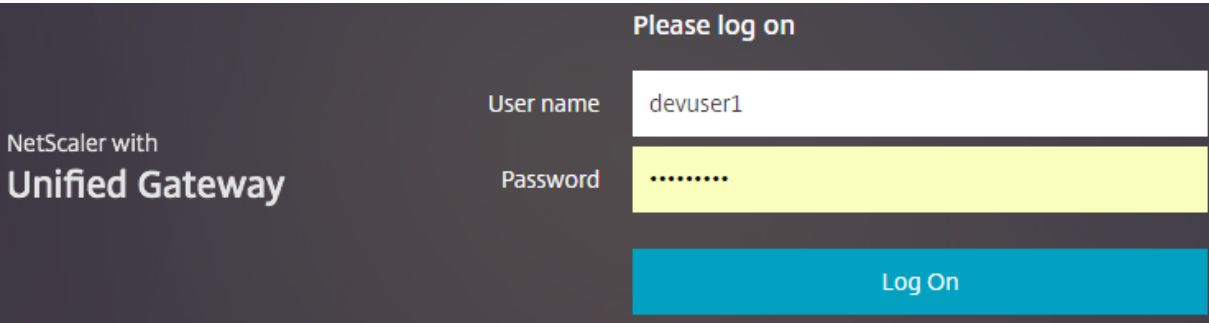 Please log on
User name
devuser1
NetScaler with
Unified Gateway
Password
•••••••••
Log On